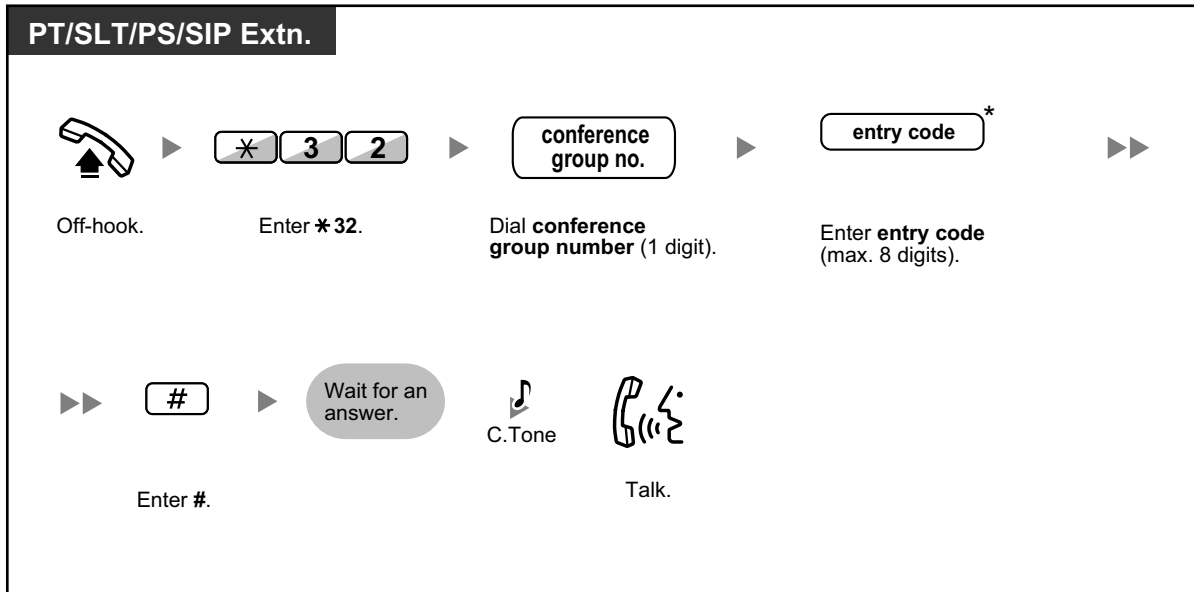 PT/SLT/PS/SIP Extn.
* 3 2
conference
group no.
entry code *
Off-hook.
Enter *32.
Dial conference
group number (1 digit).
Enter entry code
(max. 8 digits).
#
Wait for an
answer.
C.Tone
Enter #.
Talk.